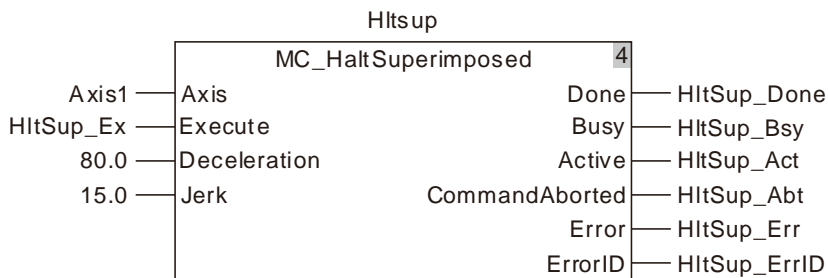 Hltsup
MC_HaltSuperimposed 4
Axis1 Axis Done HltSup_Done
HltSup_Ex Execute Busy HltSup_Bsy
80.0 Deceleration Active HltSup_Act
15.0 Jerk CommandAborted HltSup_Abt
Error HltSup_Err
ErrorID HltSup_ErrID